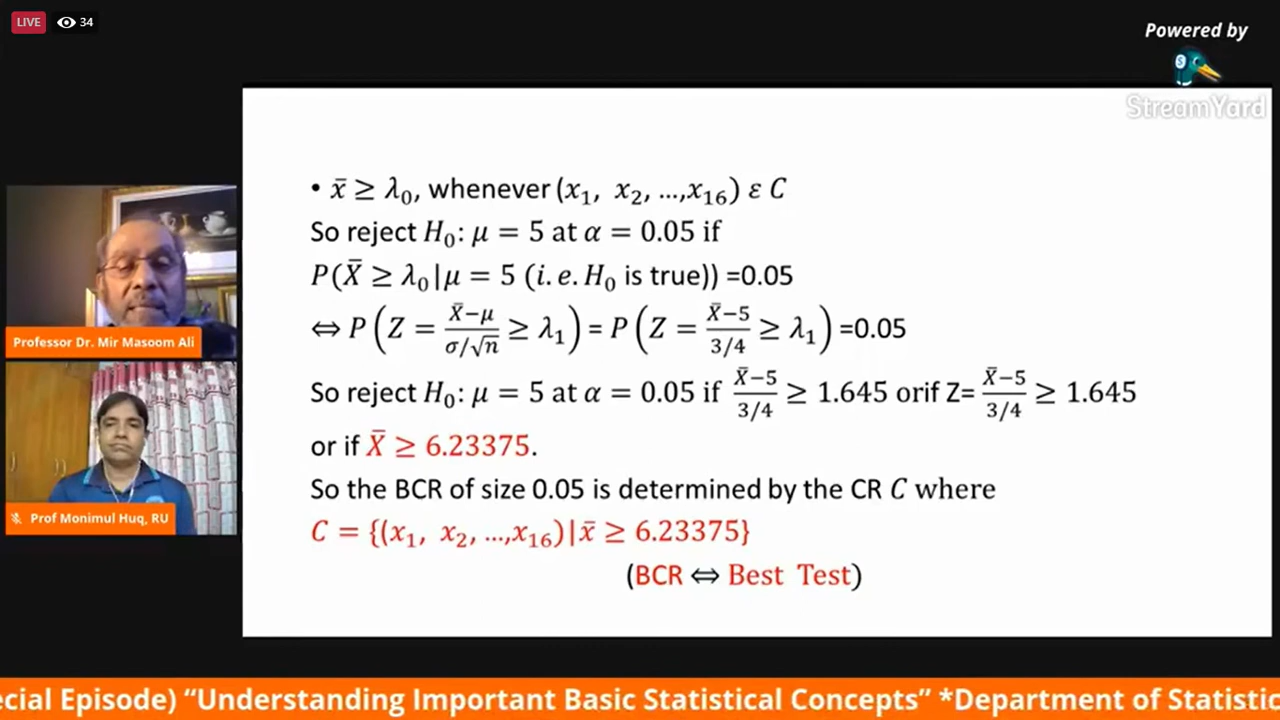 LIVE 34
Powered by
StreamYard
• x̄ ≥ λ₀, whenever (x₁, x₂, ...,x₁₆) ε C
So reject H₀: μ = 5 at α = 0.05 if
P(X̄ ≥ λ₀|μ = 5 (i.e. H₀ is true)) =0.05
⇔ P(Z = (X̄−μ)/(σ/√n) ≥ λ₁) = P(Z = (X̄−5)/(3/4) ≥ λ₁) =0.05
So reject H₀: μ = 5 at α = 0.05 if (X̄−5)/(3/4) ≥ 1.645 orif Z= (X̄−5)/(3/4) ≥ 1.645
or if X̄ ≥ 6.23375.
So the BCR of size 0.05 is determined by the CR C where
C = {(x₁, x₂, ...,x₁₆)|x̄ ≥ 6.23375}
(BCR ⇔ Best Test)
Professor Dr. Mir Masoom Ali
Prof Monimul Huq, RU
ecial Episode) “Understanding Important Basic Statistical Concepts” *Department of Statistic